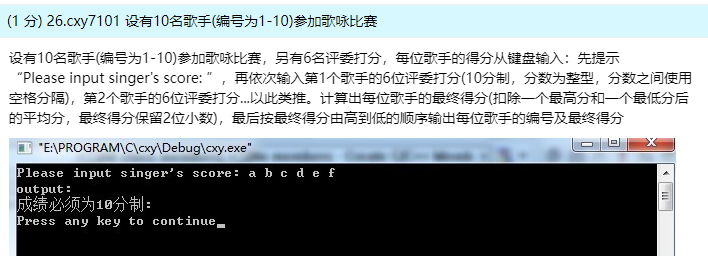 (1 分) 26.cxy7101 设有10名歌手(编号为1-10)参加歌咏比赛
设有10名歌手(编号为1-10)参加歌咏比赛，另有6名评委打分，每位歌手的得分从键盘输入：先提示
“Please input singer's score: ”，再依次输入第1个歌手的6位评委打分(10分制，分数为整型，分数之间使用
空格分隔)，第2个歌手的6位评委打分...以此类推。计算出每位歌手的最终得分(扣除一个最高分和一个最低分后
的平均分，最终得分保留2位小数)，最后按最终得分由高到低的顺序输出每位歌手的编号及最终得分
"E:\PROGRAM\C\cxy\Debug\cxy.exe"
Please input singer's score: a b c d e f
output:
成绩必须为10分制:
Press any key to continue